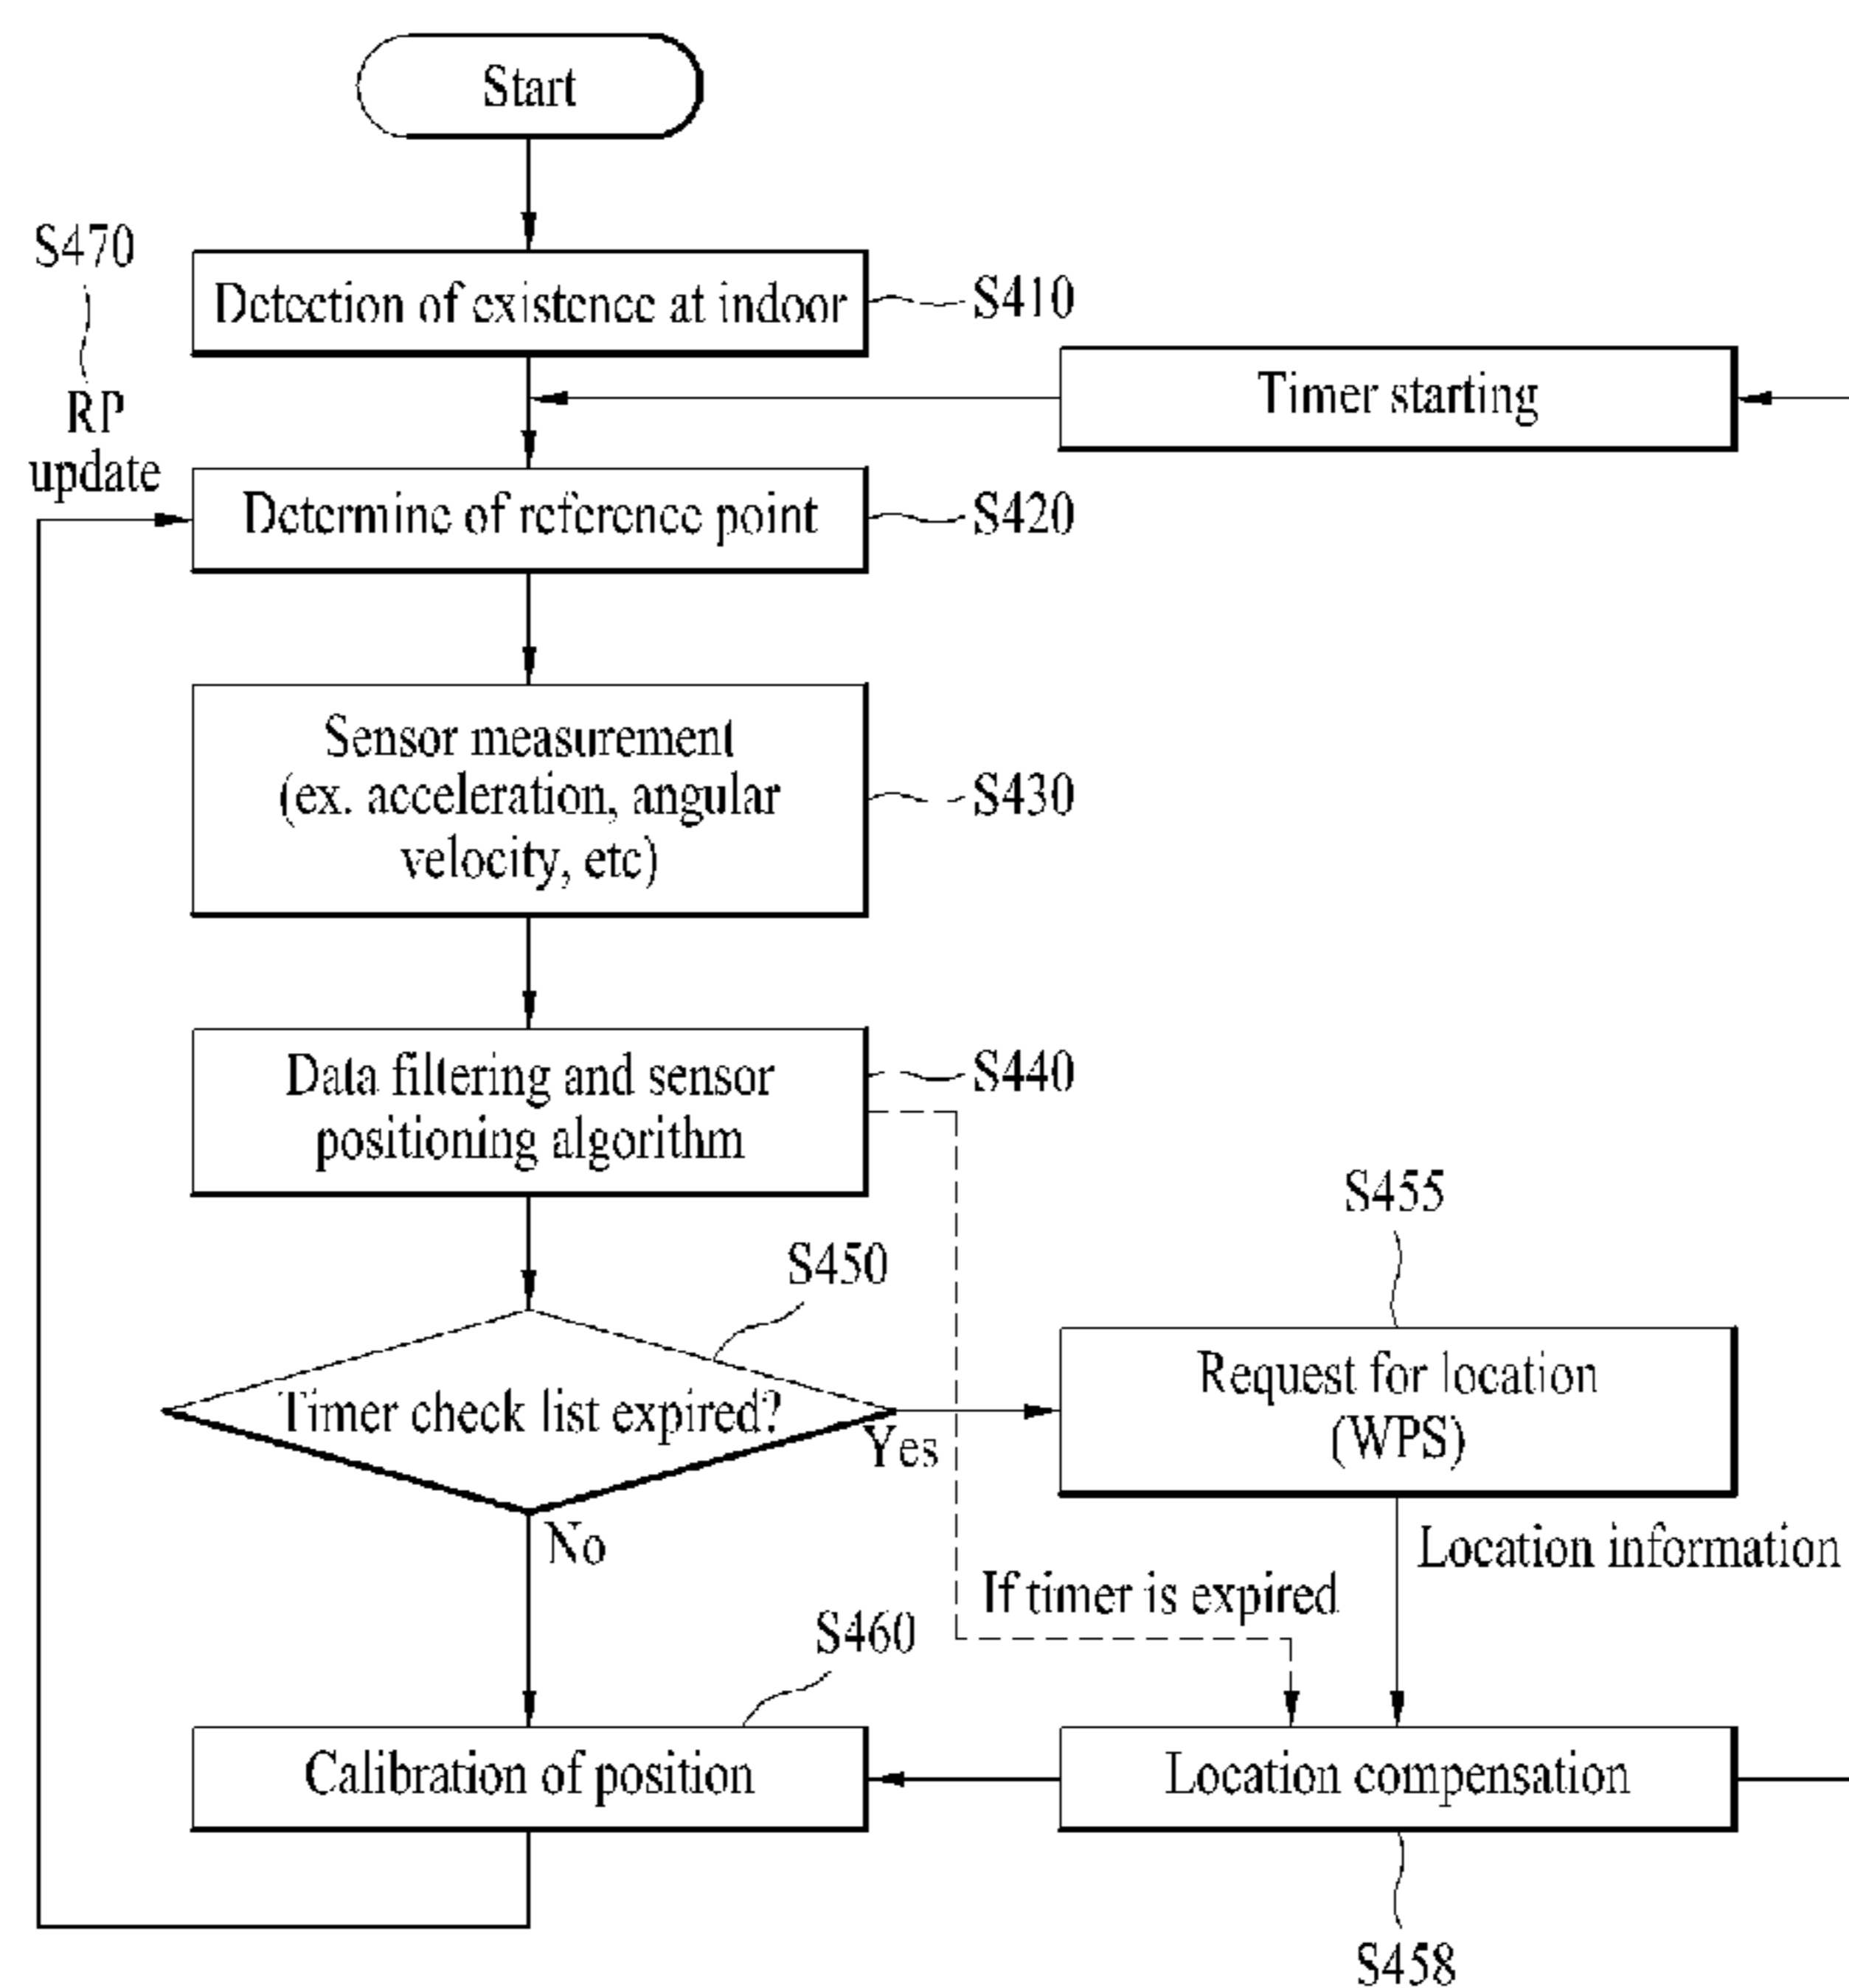 Start
S470
Detection of existence at indoor
S410
RP
update
Timer starting
Determine of reference point
S420
Sensor measurement
(ex. acceleration, angular
velocity, etc)
S430
Data filtering and sensor
positioning algorithm
S440
S450
S455
Timer check list expired?
Yes
Request for location
(WPS)
No
Location information
If timer is expired
S460
Calibration of position
Location compensation
S458